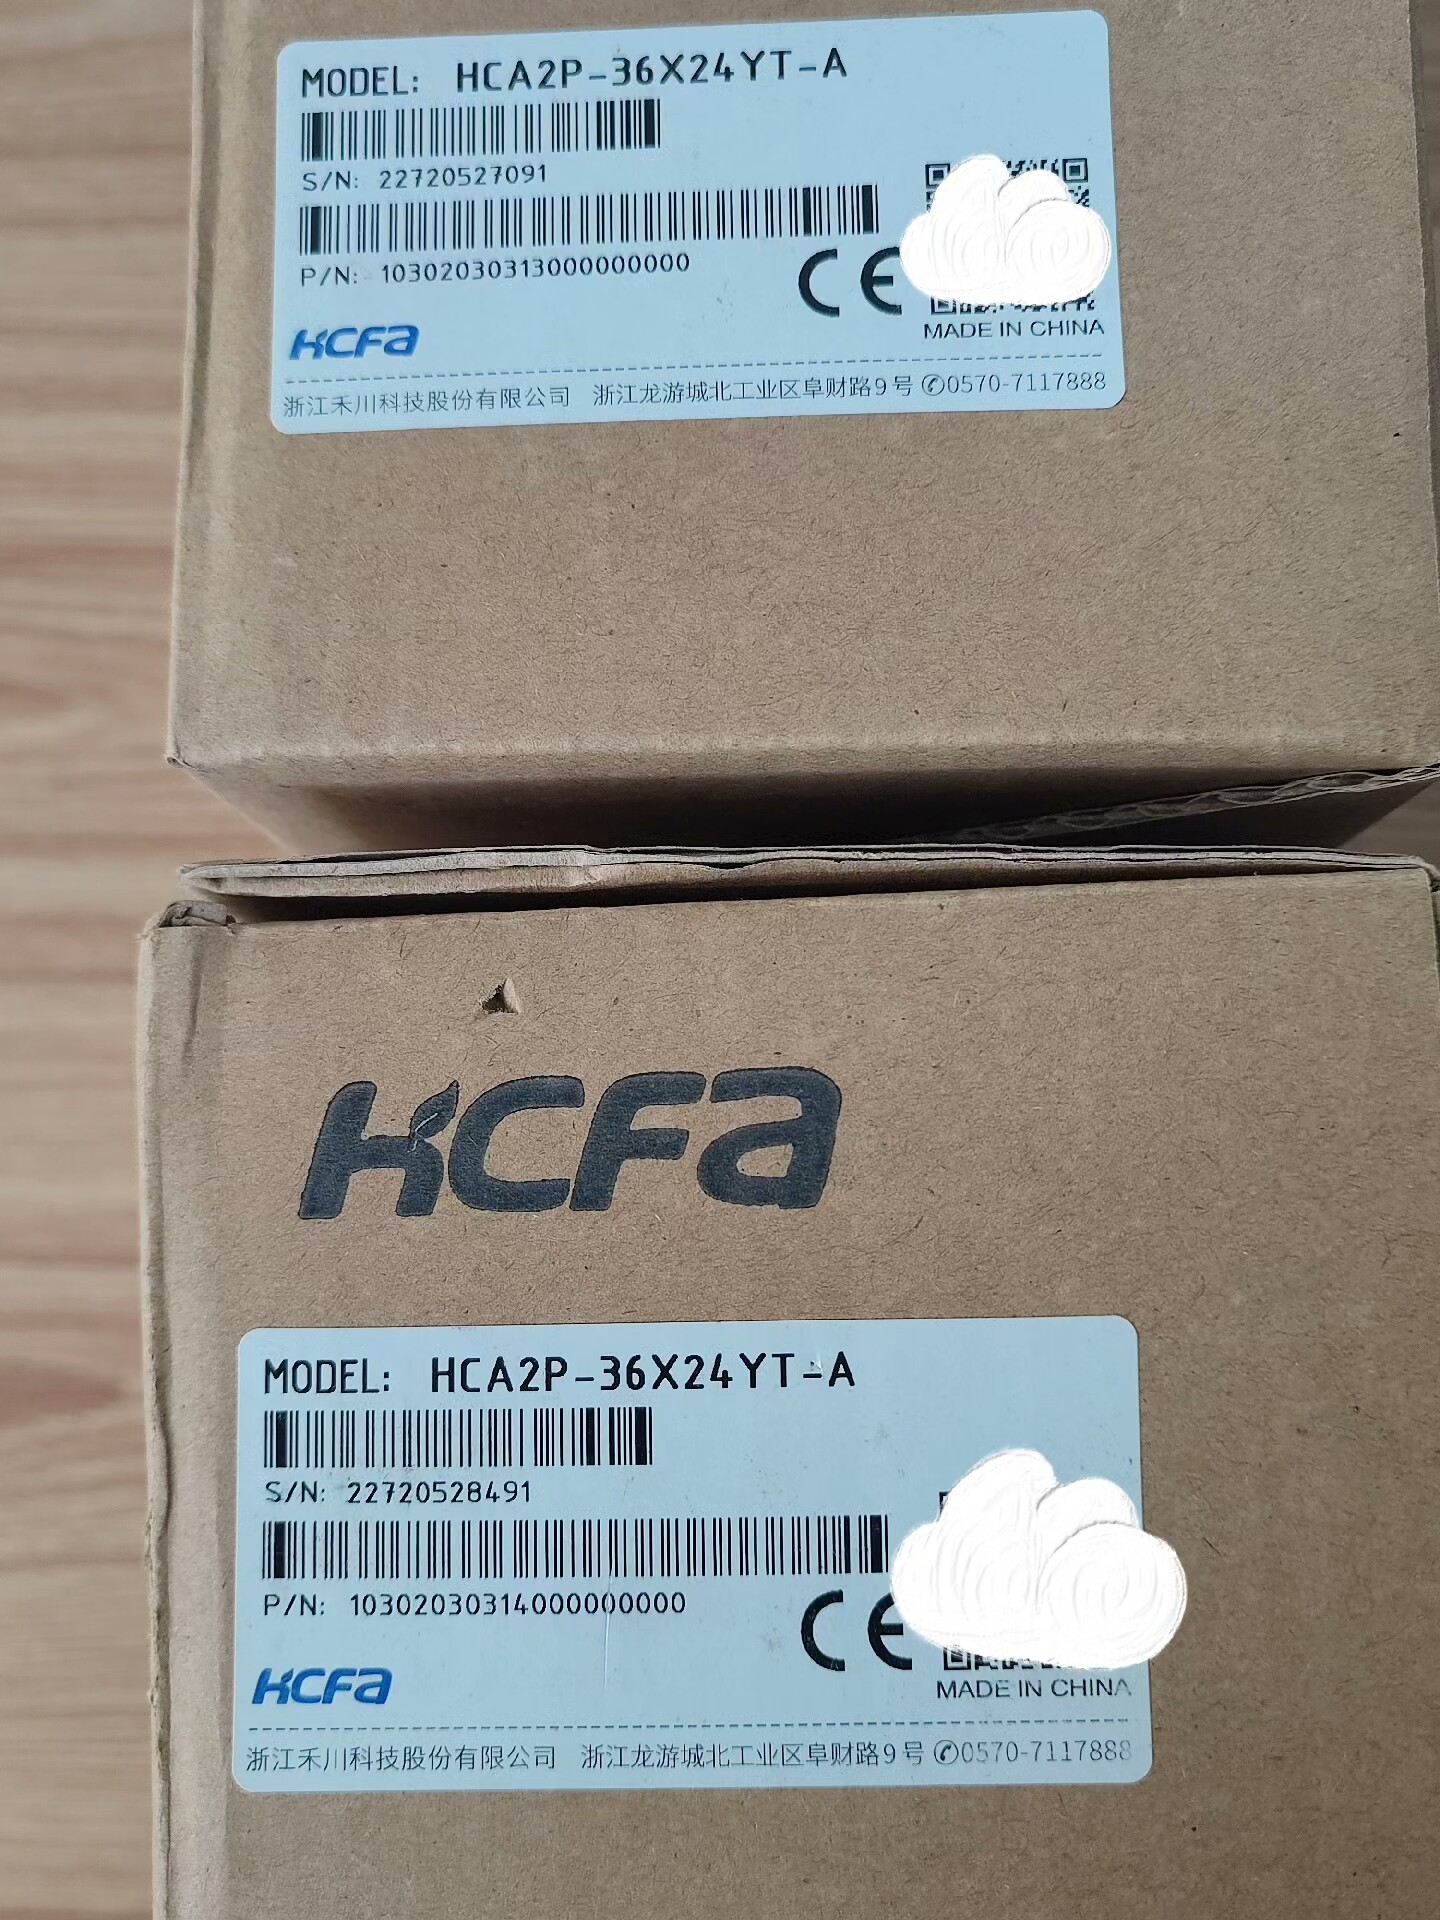 MODEL: HCA2P-36X24YT-A
S/N: 22720527091
P/N: 10302030313000000000
CE
MADE IN CHINA
HCFA
浙江禾川科技股份有限公司 浙江龙游城北工业区阜财路9号 ✆0570-7117888
HCFA
MODEL: HCA2P-36X24YT-A
S/N: 22720528491
P/N: 10302030314000000000
CE
MADE IN CHINA
HCFA
浙江禾川科技股份有限公司 浙江龙游城北工业区阜财路9号 ✆0570-7117888